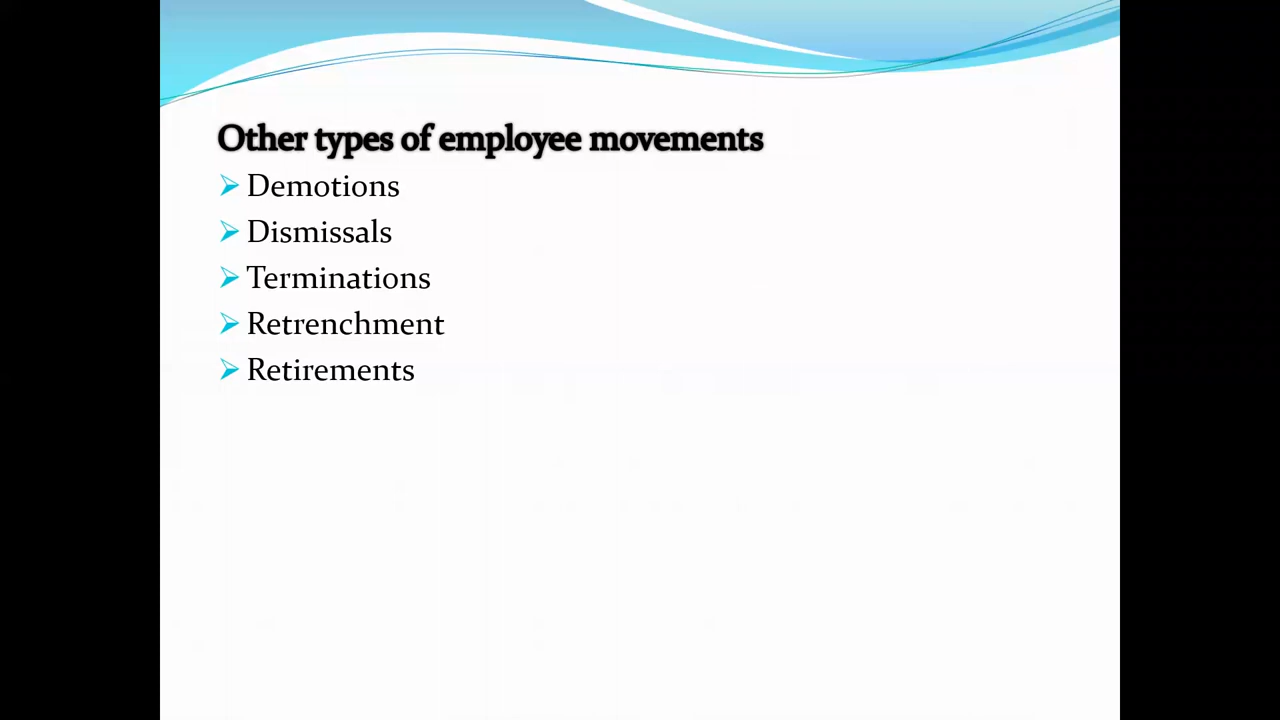 Other types of employee movements
Demotions
Dismissals
Terminations
Retrenchment
Retirements